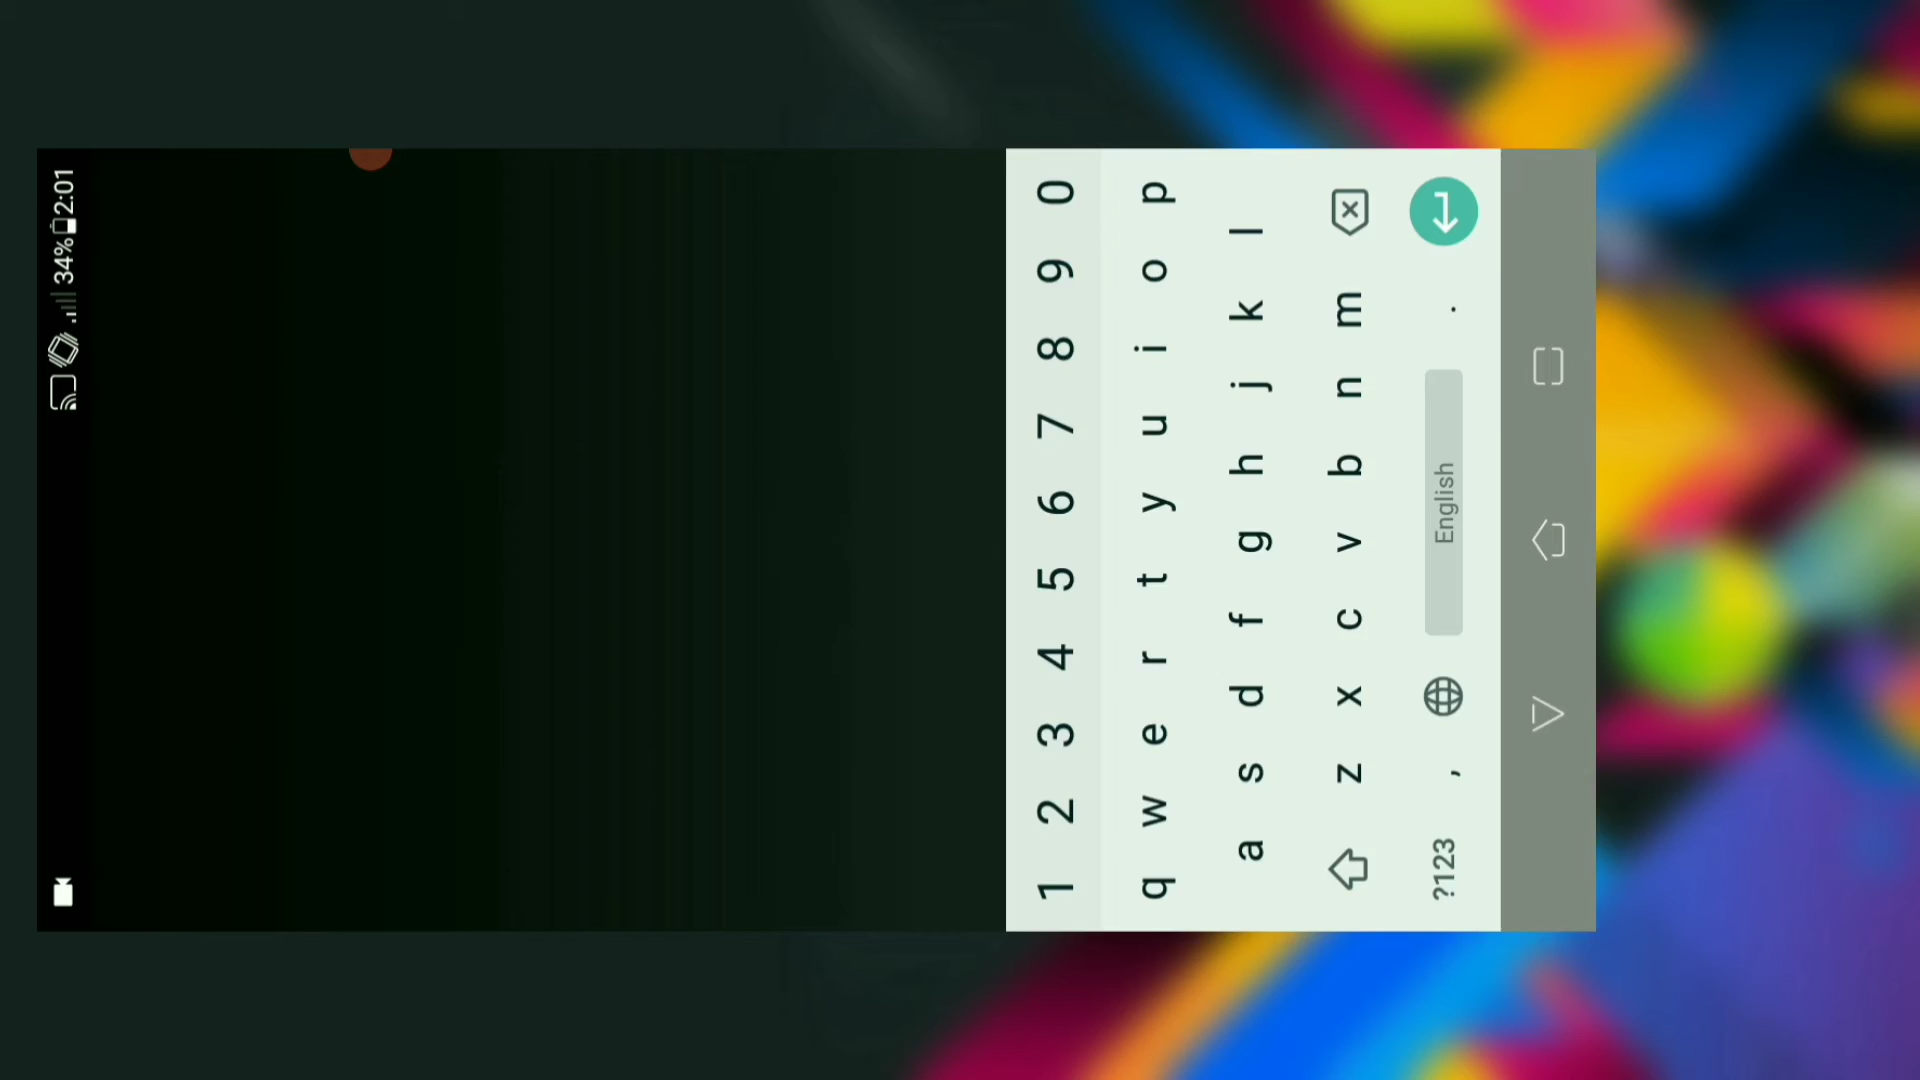 34% 2:01
1 2 3 4 5 6 7 8 9 0
q w e r t y u i o p
a s d f g h j k l
z x c v b n m
?123 , English .